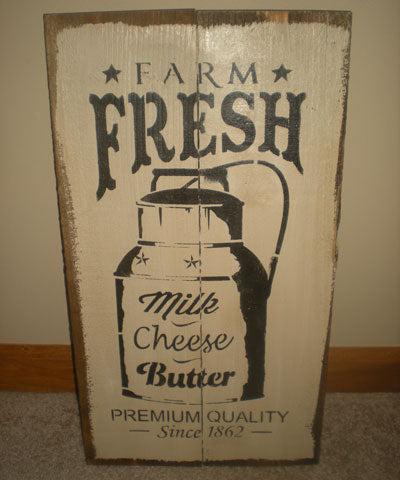 FARM
FRESH
Milk
Cheese
Butter
PREMIUM QUALITY
Since 1862